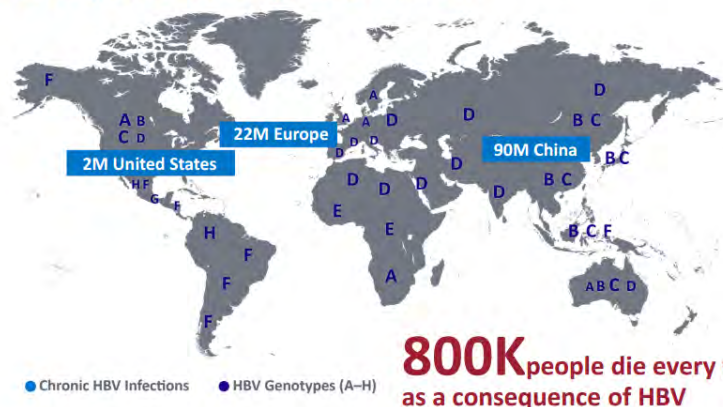 F
A
D
A B
A
A
D
D
B C
C D
22M Europe
D
D
D
90M China
B C
2M United States
D
H F
D
D
D
D
B C
G
F
E
H
E
B C F
F
F
A
A B C D
F
800K people die every
as a consequence of HBV
Chronic HBV Infections
HBV Genotypes (A–H)